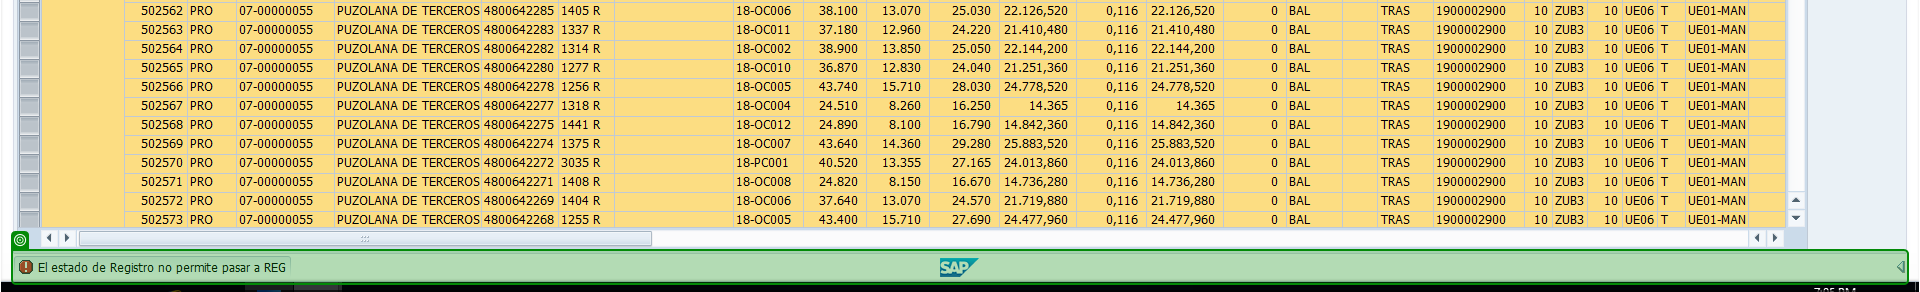 502562 PRO 07-00000055 PUZOLANA DE TERCEROS 4800642285 1405 R 18-OC006 38.100 13.070 25.030 22.126,520 0,116 22.126,520 0 BAL TRAS 1900002900 10 ZUB3 10 UE06 T UE01-MAN
502563 PRO 07-00000055 PUZOLANA DE TERCEROS 4800642283 1337 R 18-OC011 37.180 12.960 24.220 21.410,480 0,116 21.410,480 0 BAL TRAS 1900002900 10 ZUB3 10 UE06 T UE01-MAN
502564 PRO 07-00000055 PUZOLANA DE TERCEROS 4800642282 1314 R 18-OC002 38.900 13.850 25.050 22.144,200 0,116 22.144,200 0 BAL TRAS 1900002900 10 ZUB3 10 UE06 T UE01-MAN
502565 PRO 07-00000055 PUZOLANA DE TERCEROS 4800642280 1277 R 18-OC010 36.870 12.830 24.040 21.251,360 0,116 21.251,360 0 BAL TRAS 1900002900 10 ZUB3 10 UE06 T UE01-MAN
502566 PRO 07-00000055 PUZOLANA DE TERCEROS 4800642278 1256 R 18-OC005 43.740 15.710 28.030 24.778,520 0,116 24.778,520 0 BAL TRAS 1900002900 10 ZUB3 10 UE06 T UE01-MAN
502567 PRO 07-00000055 PUZOLANA DE TERCEROS 4800642277 1318 R 18-OC004 24.510 8.260 16.250 14.365 0,116 14.365 0 BAL TRAS 1900002900 10 ZUB3 10 UE06 T UE01-MAN
502568 PRO 07-00000055 PUZOLANA DE TERCEROS 4800642275 1441 R 18-OC012 24.890 8.100 16.790 14.842,360 0,116 14.842,360 0 BAL TRAS 1900002900 10 ZUB3 10 UE06 T UE01-MAN
502569 PRO 07-00000055 PUZOLANA DE TERCEROS 4800642274 1375 R 18-OC007 43.640 14.360 29.280 25.883,520 0,116 25.883,520 0 BAL TRAS 1900002900 10 ZUB3 10 UE06 T UE01-MAN
502570 PRO 07-00000055 PUZOLANA DE TERCEROS 4800642272 3035 R 18-PC001 40.520 13.355 27.165 24.013,860 0,116 24.013,860 0 BAL TRAS 1900002900 10 ZUB3 10 UE06 T UE01-MAN
502571 PRO 07-00000055 PUZOLANA DE TERCEROS 4800642271 1408 R 18-OC008 24.820 8.150 16.670 14.736,280 0,116 14.736,280 0 BAL TRAS 1900002900 10 ZUB3 10 UE06 T UE01-MAN
502572 PRO 07-00000055 PUZOLANA DE TERCEROS 4800642269 1404 R 18-OC006 37.640 13.070 24.570 21.719,880 0,116 21.719,880 0 BAL TRAS 1900002900 10 ZUB3 10 UE06 T UE01-MAN
502573 PRO 07-00000055 PUZOLANA DE TERCEROS 4800642268 1255 R 18-OC005 43.400 15.710 27.690 24.477,960 0,116 24.477,960 0 BAL TRAS 1900002900 10 ZUB3 10 UE06 T UE01-MAN
El estado de Registro no permite pasar a REG
SAP